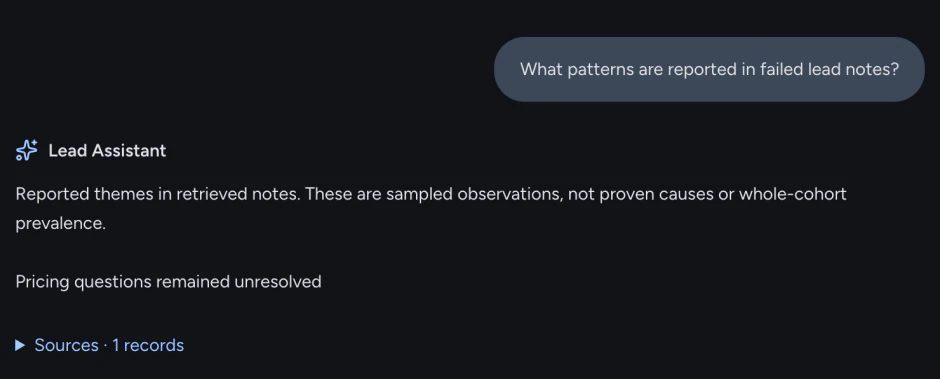 What patterns are reported in failed lead notes?
Lead Assistant
Reported themes in retrieved notes. These are sampled observations, not proven causes or whole-cohort
prevalence.
Pricing questions remained unresolved
Sources · 1 records